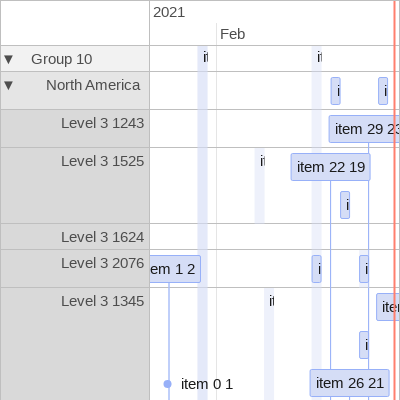 2021
Feb
▼ Group 10
▼ North America
Level 3 1243
item 29 23
Level 3 1525
item 22 19
Level 3 1624
Level 3 2076
em 1 2
Level 3 1345
item 26 21
item 0 1